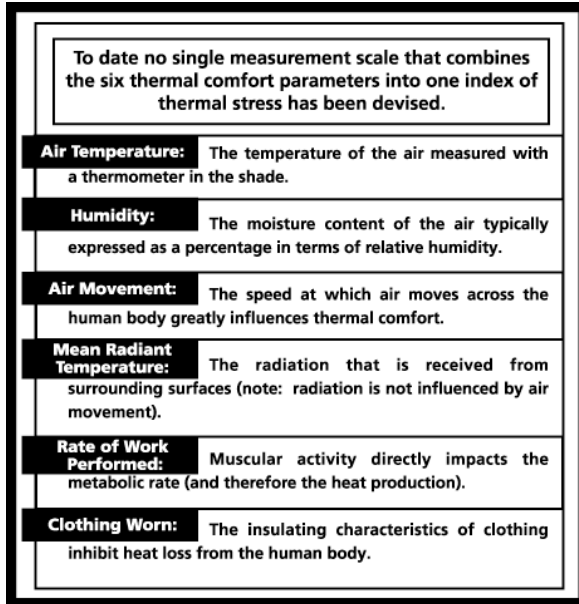 To date no single measurement scale that combines
the six thermal comfort parameters into one index of
thermal stress has been devised.
Air Temperature: The temperature of the air measured with
a thermometer in the shade.
Humidity: The moisture content of the air typically
expressed as a percentage in terms of relative humidity.
Air Movement: The speed at which air moves across the
human body greatly influences thermal comfort.
Mean Radiant
Temperature: The radiation that is received from
surrounding surfaces (note: radiation is not influenced by air
movement).
Rate of Work
Performed: Muscular activity directly impacts the
metabolic rate (and therefore the heat production).
Clothing Worn: The insulating characteristics of clothing
inhibit heat loss from the human body.